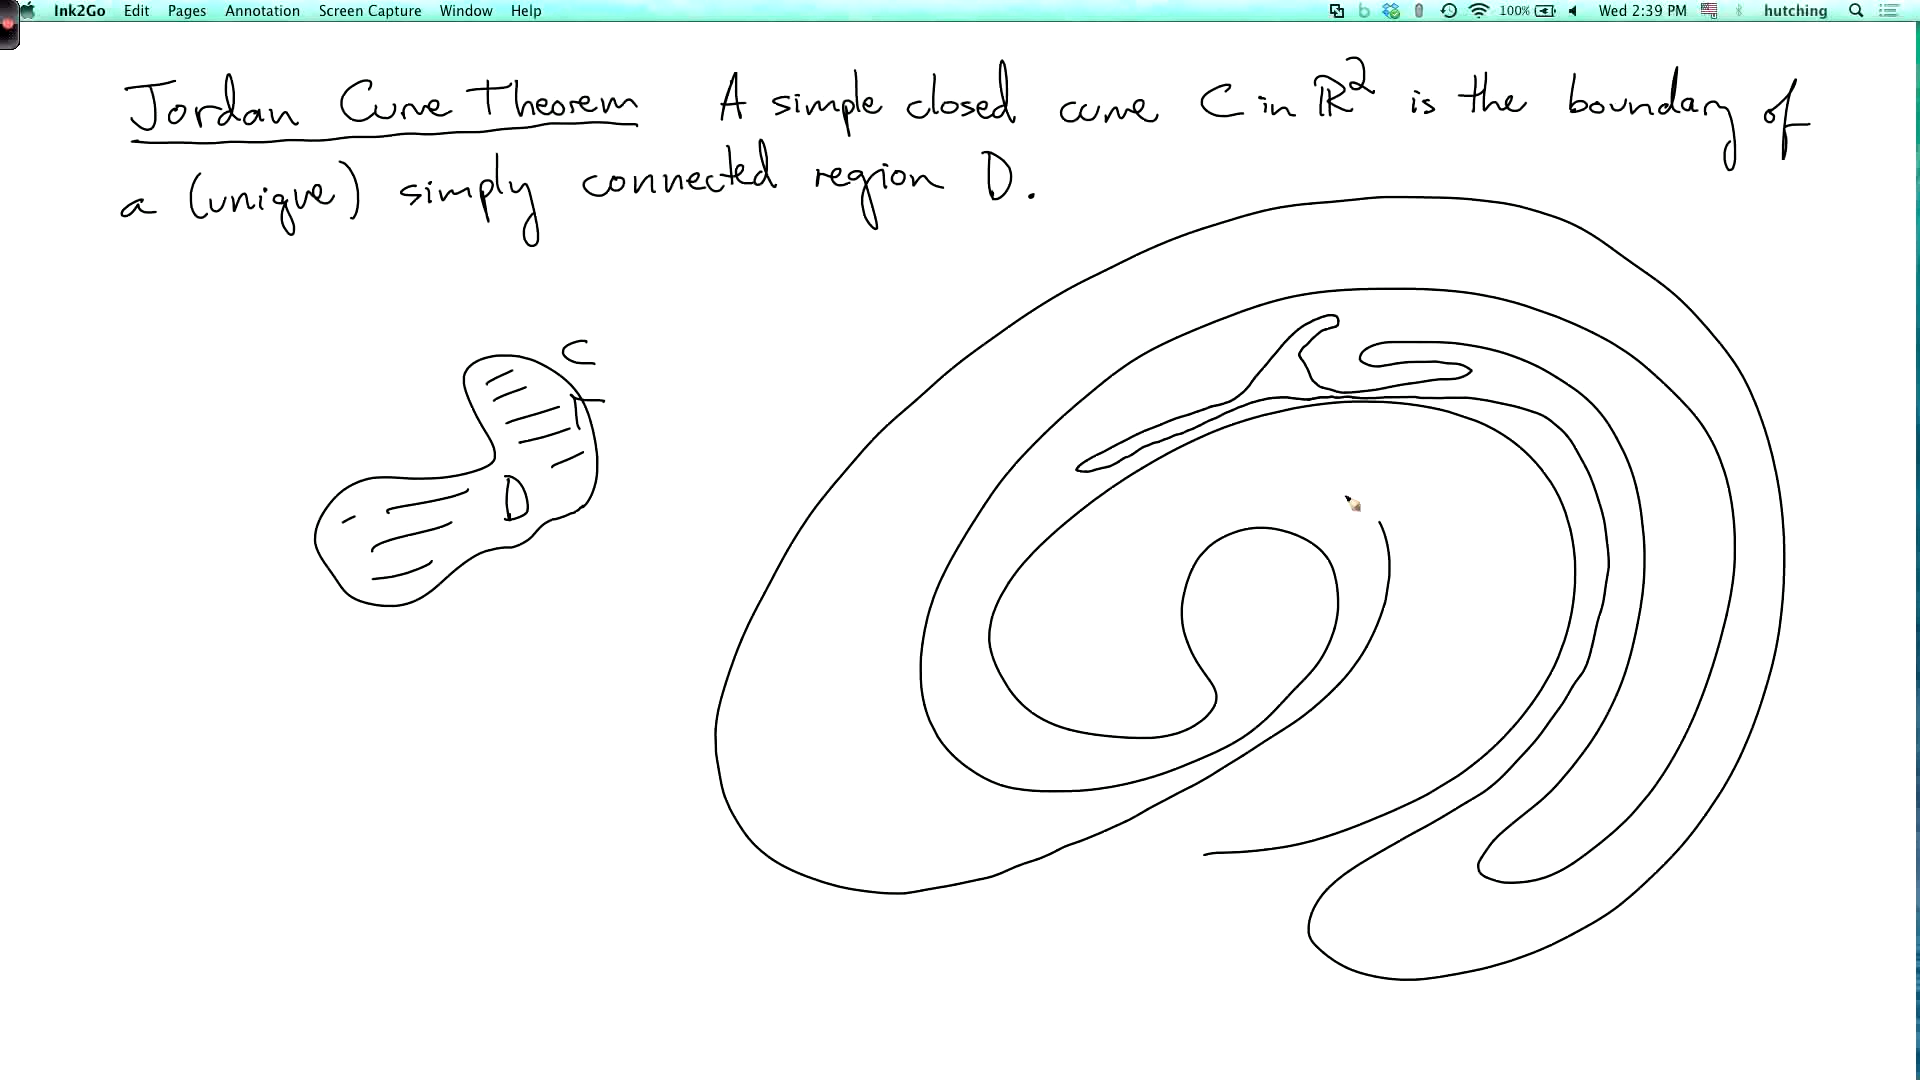 Ink2Go Edit Pages Annotation Screen Capture Window Help 100% Wed 2:39 PM hutching
Jordan Curve Theorem A simple closed curve C in ℝ² is the boundary of
a (unique) simply connected region D.
C
D